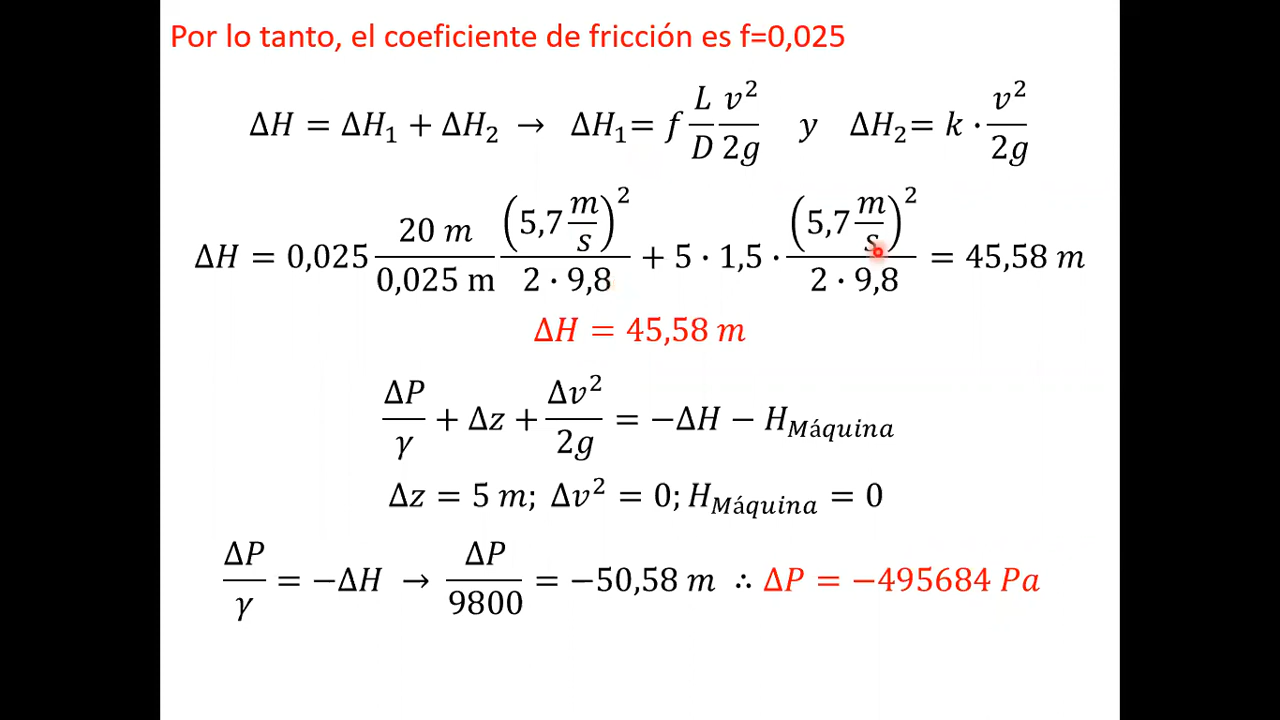 Por lo tanto, el coeficiente de fricción es f=0,025
ΔH = ΔH₁ + ΔH₂ → ΔH₁= f L/D v²/2g y ΔH₂= k · v²/2g
ΔH = 0,025 20 m/0,025 m (5,7 m/s)²/2 · 9,8 + 5 · 1,5 · (5,7 m/s)²/2 · 9,8 = 45,58 m
ΔH = 45,58 m
ΔP/γ + Δz + Δv²/2g = −ΔH − H_Máquina
Δz = 5 m; Δv² = 0; H_Máquina = 0
ΔP/γ = −ΔH → ΔP/9800 = −50,58 m ∴ ΔP = −495684 Pa